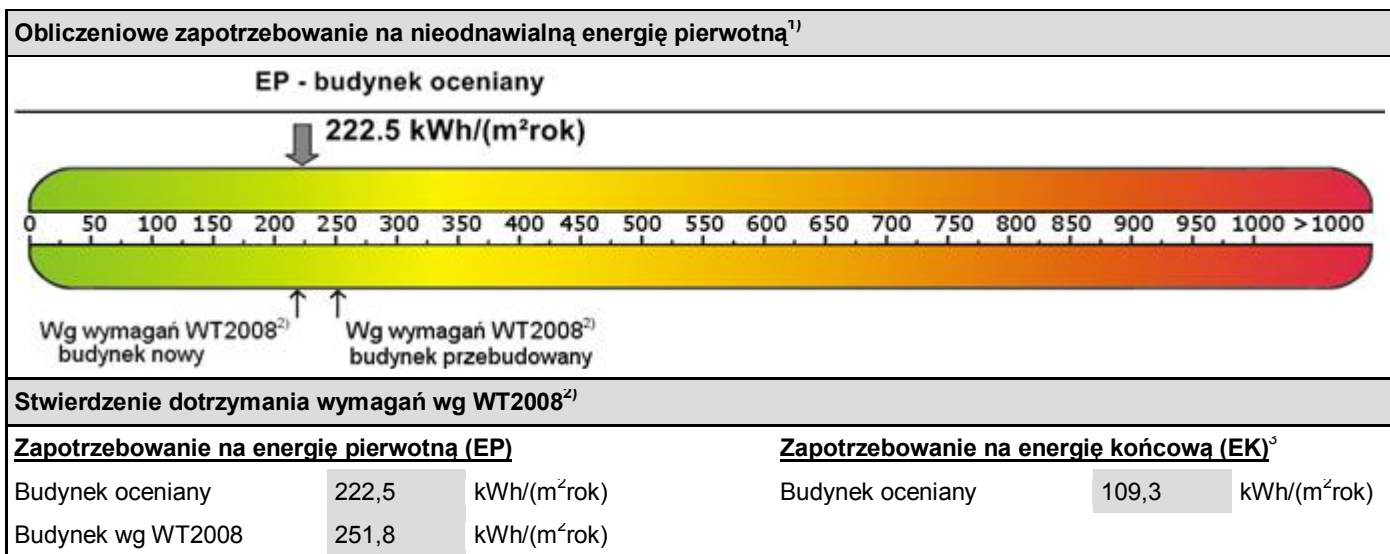 Obliczeniowe zapotrzebowanie na nieodnawialną energię pierwotną¹⁾
EP - budynek oceniany
222.5 kWh/(m²rok)
0 50 100 150 200 250 300 350 400 450 500 550 600 650 700 750 800 850 900 950 1000 >1000
Wg wymagań WT2008²⁾
budynek nowy
Wg wymagań WT2008²⁾
budynek przebudowany
Stwierdzenie dotrzymania wymagań wg WT2008²⁾
Zapotrzebowanie na energię pierwotną (EP)
Zapotrzebowanie na energię końcową (EK)³
Budynek oceniany 222,5 kWh/(m²rok)
Budynek oceniany 109,3 kWh/(m²rok)
Budynek wg WT2008 251,8 kWh/(m²rok)